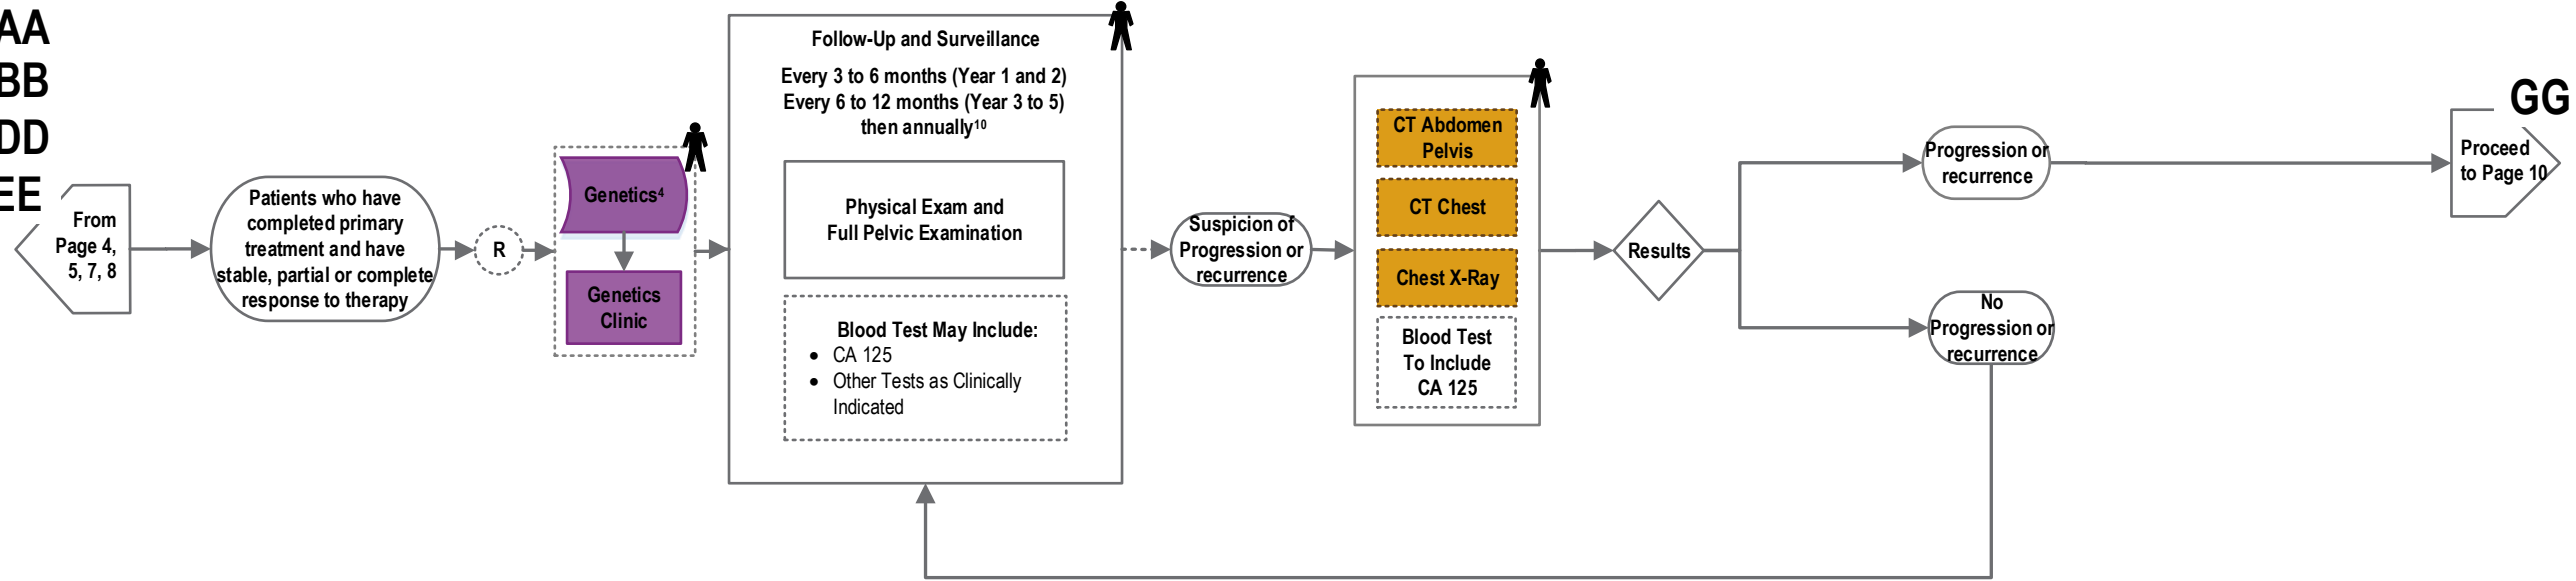 AA
BB
DD
EE
From
Page 4,
5, 7, 8
Patients who have
completed primary
treatment and have
stable, partial or complete
response to therapy
R
Genetics⁴
Genetics
Clinic
Follow-Up and Surveillance
Every 3 to 6 months (Year 1 and 2)
Every 6 to 12 months (Year 3 to 5)
then annually¹⁰
Physical Exam and
Full Pelvic Examination
Blood Test May Include:
• CA 125
• Other Tests as Clinically
Indicated
Suspicion of
Progression or
recurrence
CT Abdomen
Pelvis
CT Chest
Chest X-Ray
Blood Test
To Include
CA 125
Results
Progression or
recurrence
No
Progression or
recurrence
GG
Proceed
to Page 10